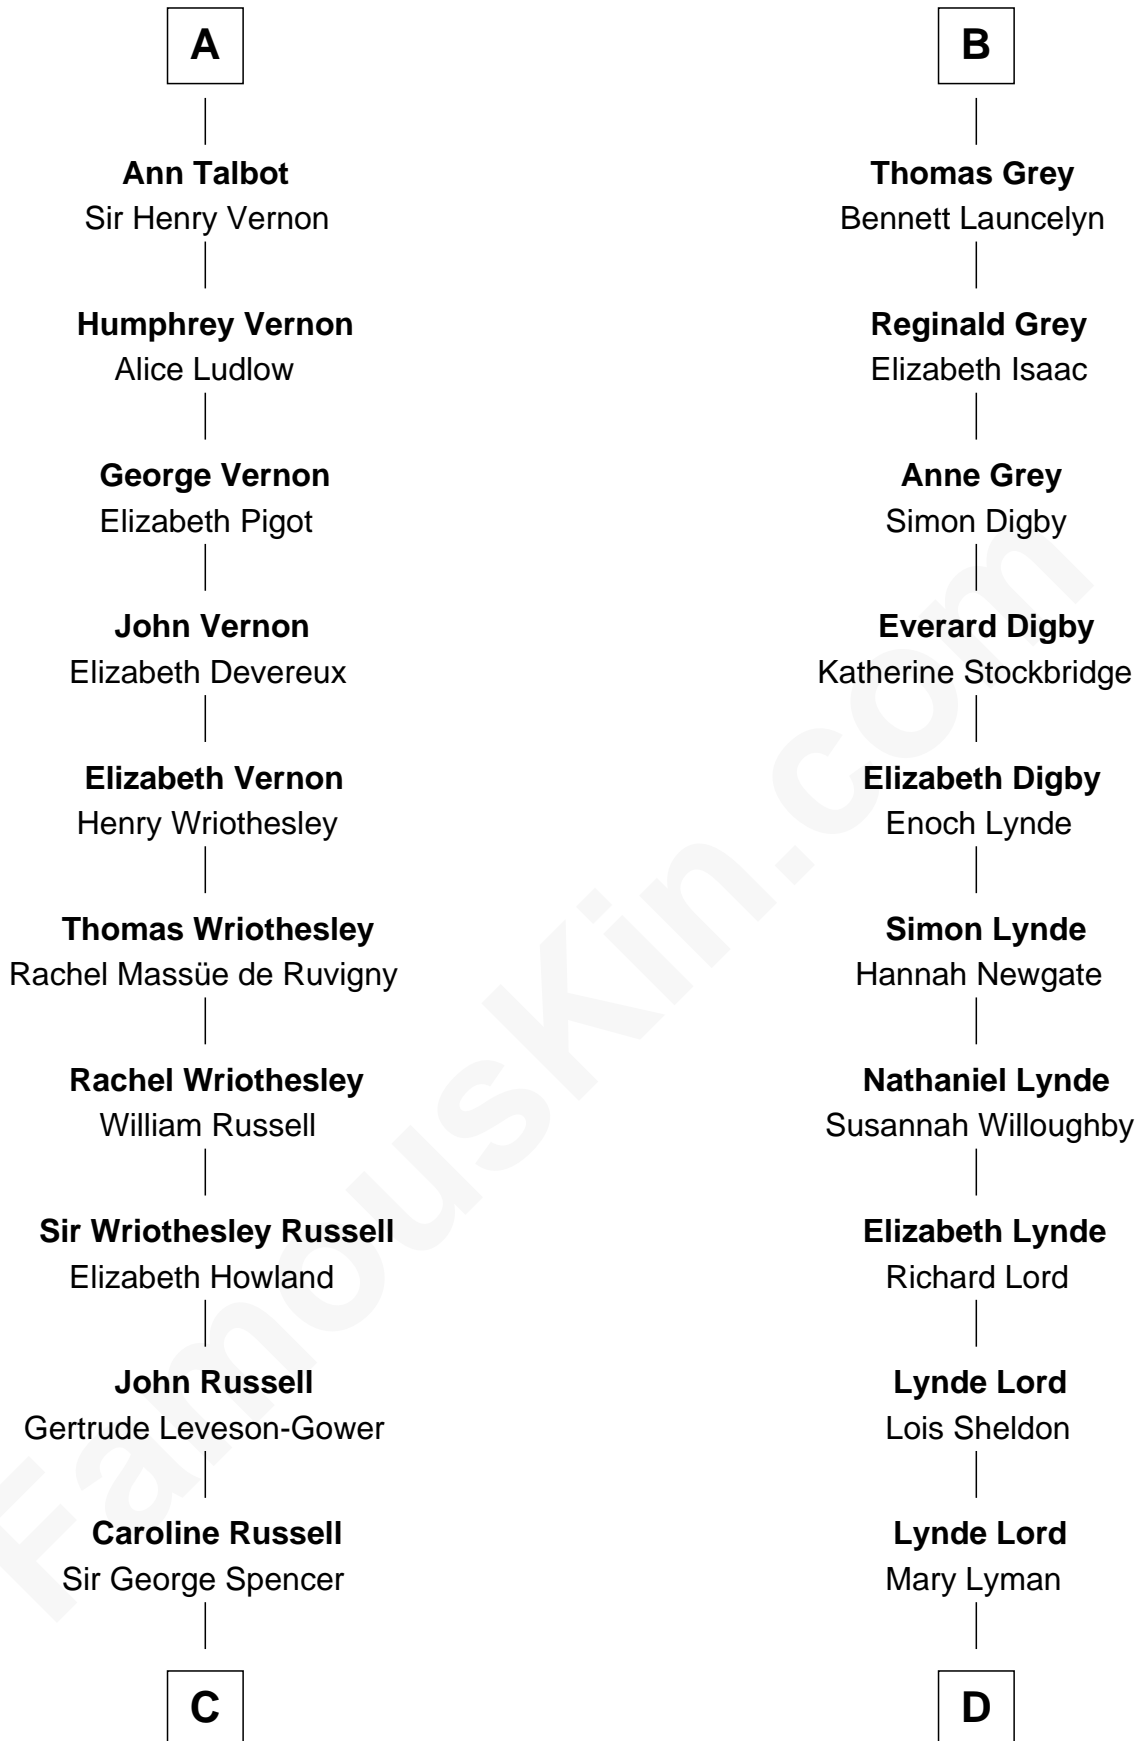 A
Ann Talbot
Sir Henry Vernon
Humphrey Vernon
Alice Ludlow
George Vernon
Elizabeth Pigot
John Vernon
Elizabeth Devereux
Elizabeth Vernon
Henry Wriothesley
Thomas Wriothesley
Rachel Massüe de Ruvigny
Rachel Wriothesley
William Russell
Sir Wriothesley Russell
Elizabeth Howland
John Russell
Gertrude Leveson-Gower
Caroline Russell
Sir George Spencer
C
B
Thomas Grey
Bennett Launcelyn
Reginald Grey
Elizabeth Isaac
Anne Grey
Simon Digby
Everard Digby
Katherine Stockbridge
Elizabeth Digby
Enoch Lynde
Simon Lynde
Hannah Newgate
Nathaniel Lynde
Susannah Willoughby
Elizabeth Lynde
Richard Lord
Lynde Lord
Lois Sheldon
Lynde Lord
Mary Lyman
D
FamousKin.com